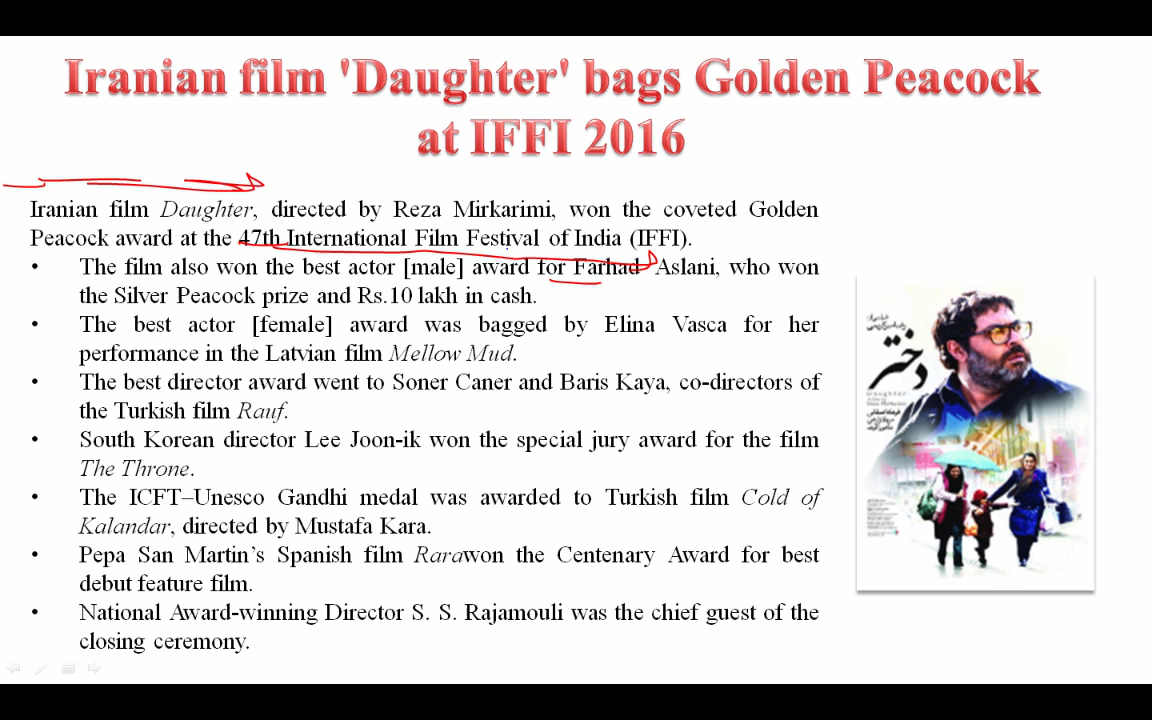 Iranian film 'Daughter' bags Golden Peacock
at IFFI 2016
Iranian film Daughter, directed by Reza Mirkarimi, won the coveted Golden
Peacock award at the 47th International Film Festival of India (IFFI).
• The film also won the best actor [male] award for Farhad Aslani, who won
the Silver Peacock prize and Rs.10 lakh in cash.
• The best actor [female] award was bagged by Elina Vasca for her
performance in the Latvian film Mellow Mud.
• The best director award went to Soner Caner and Baris Kaya, co-directors of
the Turkish film Rauf.
• South Korean director Lee Joon-ik won the special jury award for the film
The Throne.
• The ICFT–Unesco Gandhi medal was awarded to Turkish film Cold of
Kalandar, directed by Mustafa Kara.
• Pepa San Martin’s Spanish film Rarawon the Centenary Award for best
debut feature film.
• National Award-winning Director S. S. Rajamouli was the chief guest of the
closing ceremony.
دختر
Daughter